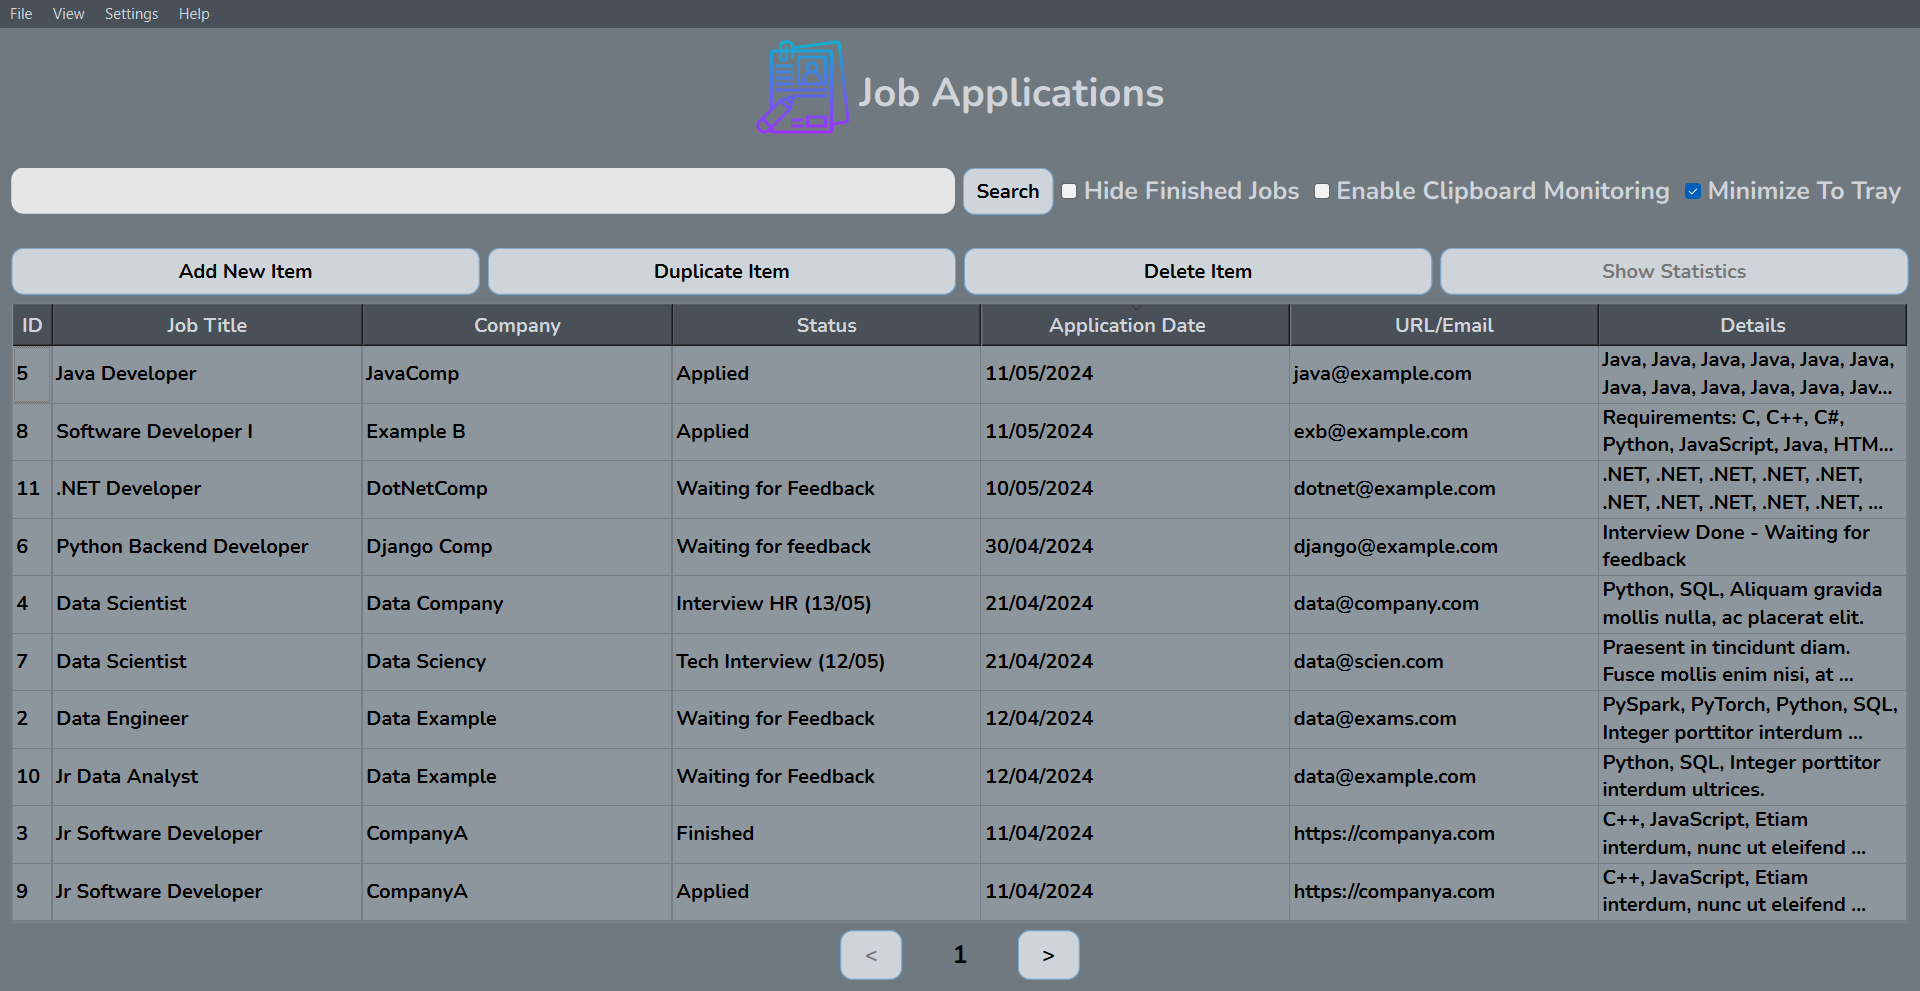 File View Settings Help
Job Applications
Search Hide Finished Jobs Enable Clipboard Monitoring Minimize To Tray
Add New Item Duplicate Item Delete Item Show Statistics
ID Job Title Company Status Application Date URL/Email Details
5 Java Developer JavaComp Applied 11/05/2024 java@example.com Java, Java, Java, Java, Java, Java,
Java, Java, Java, Java, Java, Jav...
8 Software Developer I Example B Applied 11/05/2024 exb@example.com Requirements: C, C++, C#,
Python, JavaScript, Java, HTM...
11 .NET Developer DotNetComp Waiting for Feedback 10/05/2024 dotnet@example.com .NET, .NET, .NET, .NET, .NET,
.NET, .NET, .NET, .NET, .NET, ...
6 Python Backend Developer Django Comp Waiting for feedback 30/04/2024 django@example.com Interview Done - Waiting for
feedback
4 Data Scientist Data Company Interview HR (13/05) 21/04/2024 data@company.com Python, SQL, Aliquam gravida
mollis nulla, ac placerat elit.
7 Data Scientist Data Sciency Tech Interview (12/05) 21/04/2024 data@scien.com Praesent in tincidunt diam.
Fusce mollis enim nisi, at ...
2 Data Engineer Data Example Waiting for Feedback 12/04/2024 data@exams.com PySpark, PyTorch, Python, SQL,
Integer porttitor interdum ...
10 Jr Data Analyst Data Example Waiting for Feedback 12/04/2024 data@example.com Python, SQL, Integer porttitor
interdum ultrices.
3 Jr Software Developer CompanyA Finished 11/04/2024 https://companya.com C++, JavaScript, Etiam
interdum, nunc ut eleifend ...
9 Jr Software Developer CompanyA Applied 11/04/2024 https://companya.com C++, JavaScript, Etiam
interdum, nunc ut eleifend ...
< 1 >